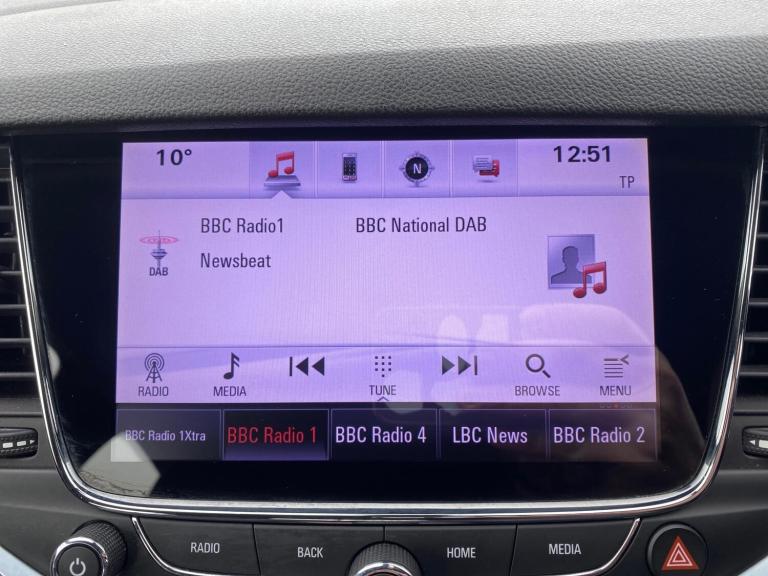 10°
N
12:51
TP
BBC Radio1 BBC National DAB
DAB
Newsbeat
RADIO MEDIA TUNE BROWSE MENU
BBC Radio 1Xtra BBC Radio 1 BBC Radio 4 LBC News BBC Radio 2
RADIO BACK HOME MEDIA